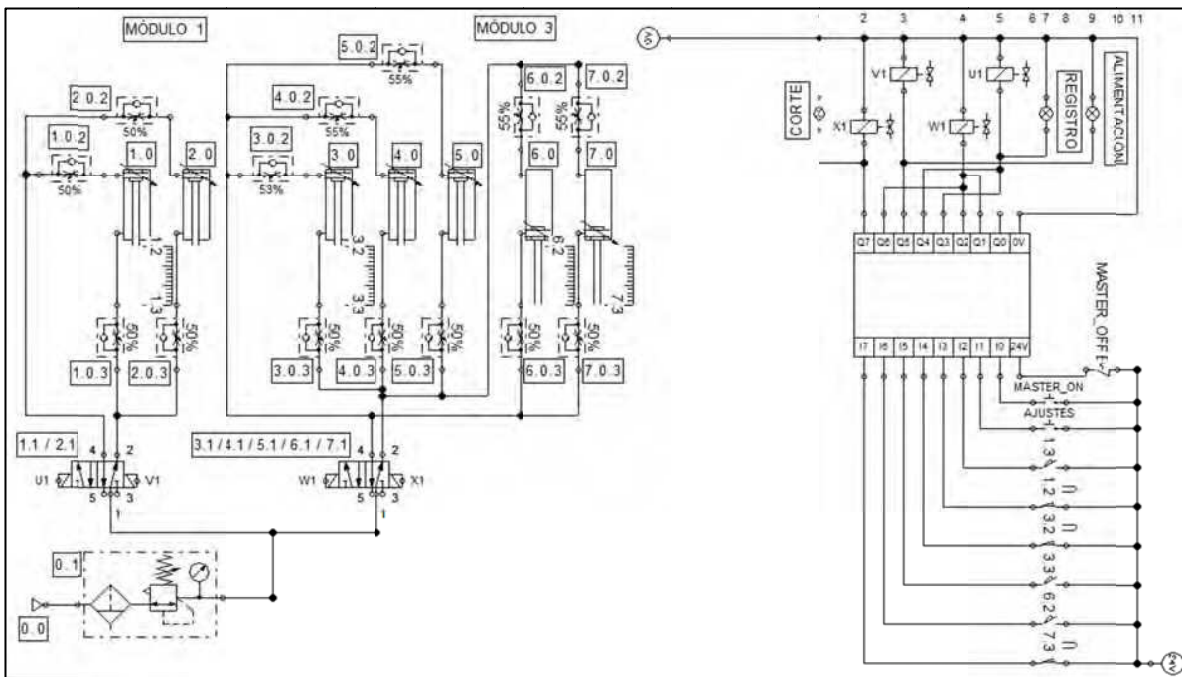 MÓDULO 1
MÓDULO 3
5.0.2
55%
2.0.2
50%
4.0.2
55%
6.0.2
55%
7.0.2
55%
1.0.2
50%
3.0.2
53%
1.0
2.0
3.0
4.0
5.0
6.0
7.0
1.2
1.3
3.2
3.3
6.2
7.3
50%
50%
50%
50%
50%
50%
50%
1.0.3
2.0.3
3.0.3
4.0.3
5.0.3
6.0.3
7.0.3
1.1 / 2.1
4 2
U1 V1
5 3
1
3.1 / 4.1 / 5.1 / 6.1 / 7.1
4 2
W1 X1
5 3
1
0.1
0.0
2 3 4 5 6 7 8 9 10 11
0V
V1
U1
X1
W1
CORTE
REGISTRO
ALIMENTACIÓN
Q7 Q6 Q5 Q4 Q3 Q2 Q1 Q0 0V
I7 I6 I5 I4 I3 I2 I1 I0 24V
MASTER_OFF
MASTER_ON
AJUSTES
1.3
1.2
3.2
3.3
6.2
7.3
24V